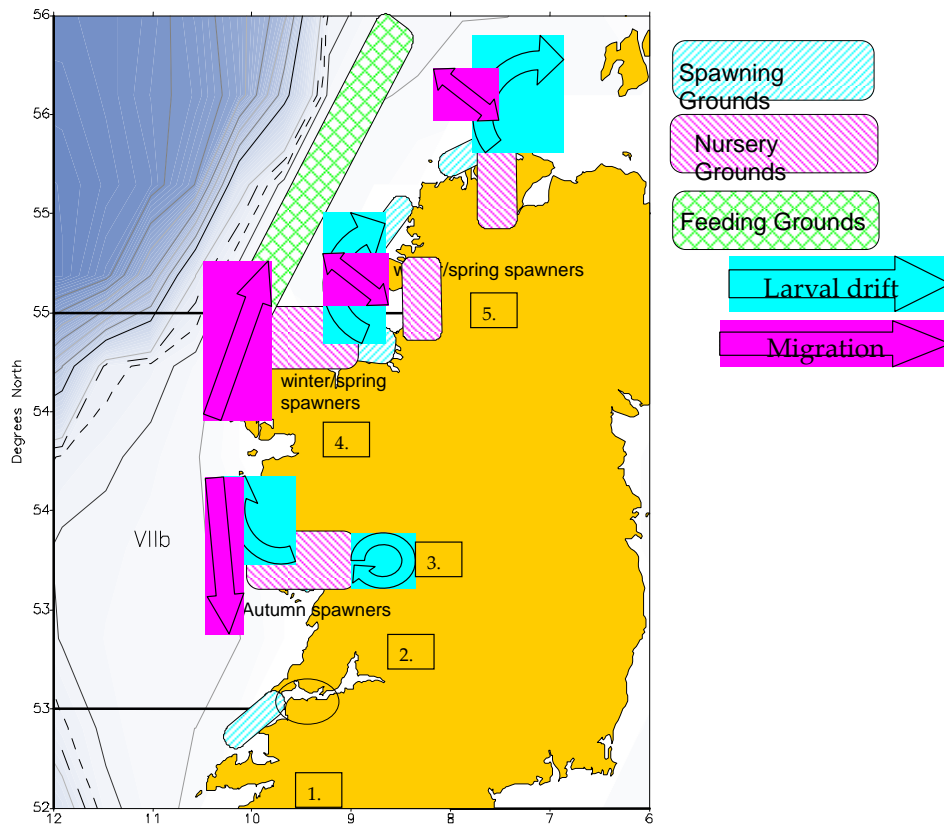 56
56
55
55
54
54
53
53
52
Degrees North
12
11
10
9
8
7
6
VIIb
winter/spring spawners
5.
winter/spring
spawners
4.
3.
Autumn spawners
2.
1.
Spawning
Grounds
Nursery
Grounds
Feeding Grounds
Larval drift
Migration